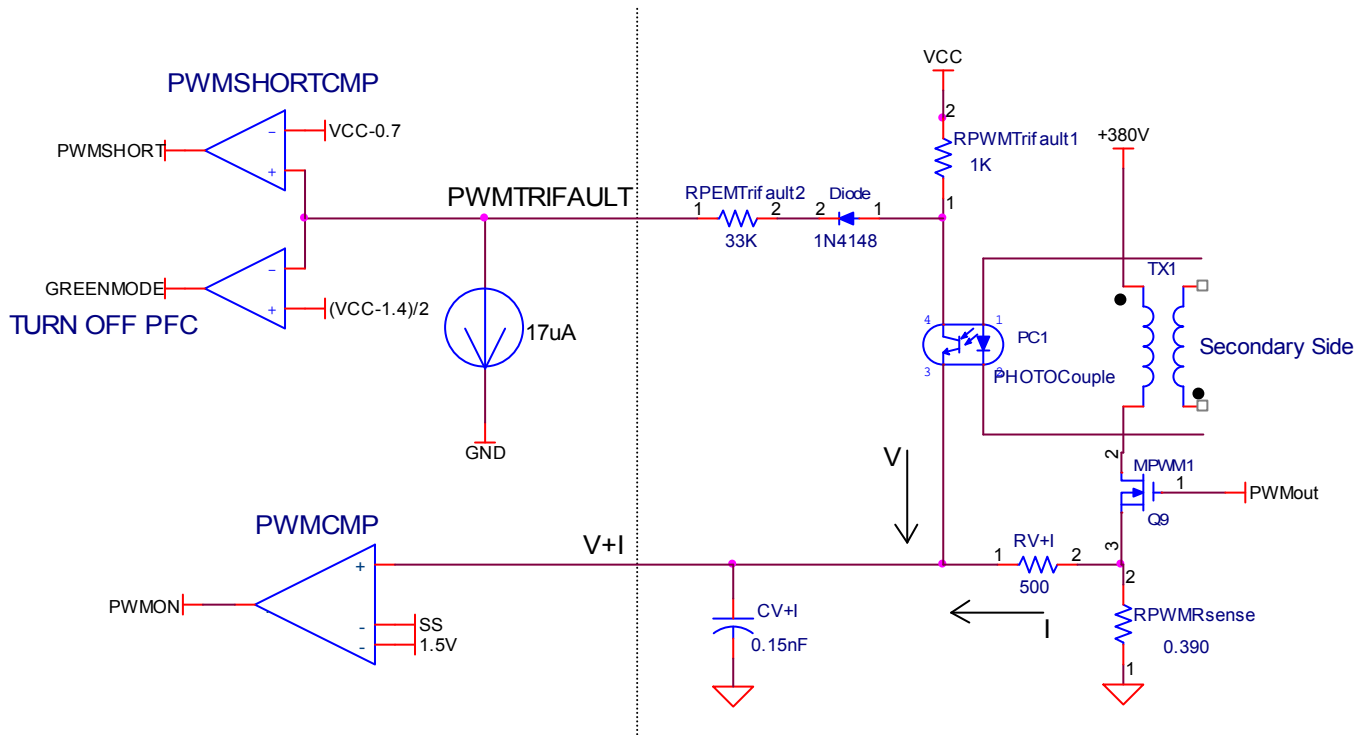 PWMSHORTCMP
-
VCC-0.7
PWMSHORT
+
PWMTRIFAULT
-
GREENMODE
+
(VCC-1.4)/2
TURN OFF PFC
17uA
GND
PWMCMP
V+I
+
PWMON
-
SS
-
1.5V
VCC
2
RPWMTrifault1
1K
1
+380V
RPEMTrifault2
Diode
1
2
2
1
33K
1N4148
TX1
4
1
PC1
3
2
PHOTOCouple
Secondary Side
V
2
MPWM1
1
PWMout
Q9
3
RV+I
1
2
500
2
CV+I
0.15nF
I
RPWMRsense
0.390
1